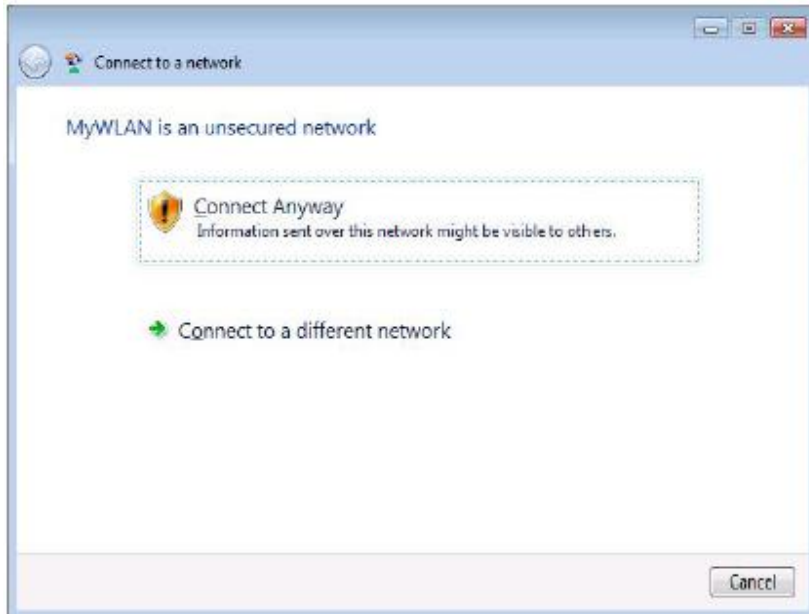 Connect to a network
MyWLAN is an unsecured network
Connect Anyway
Information sent over this network might be visible to others.
Connect to a different network
Cancel